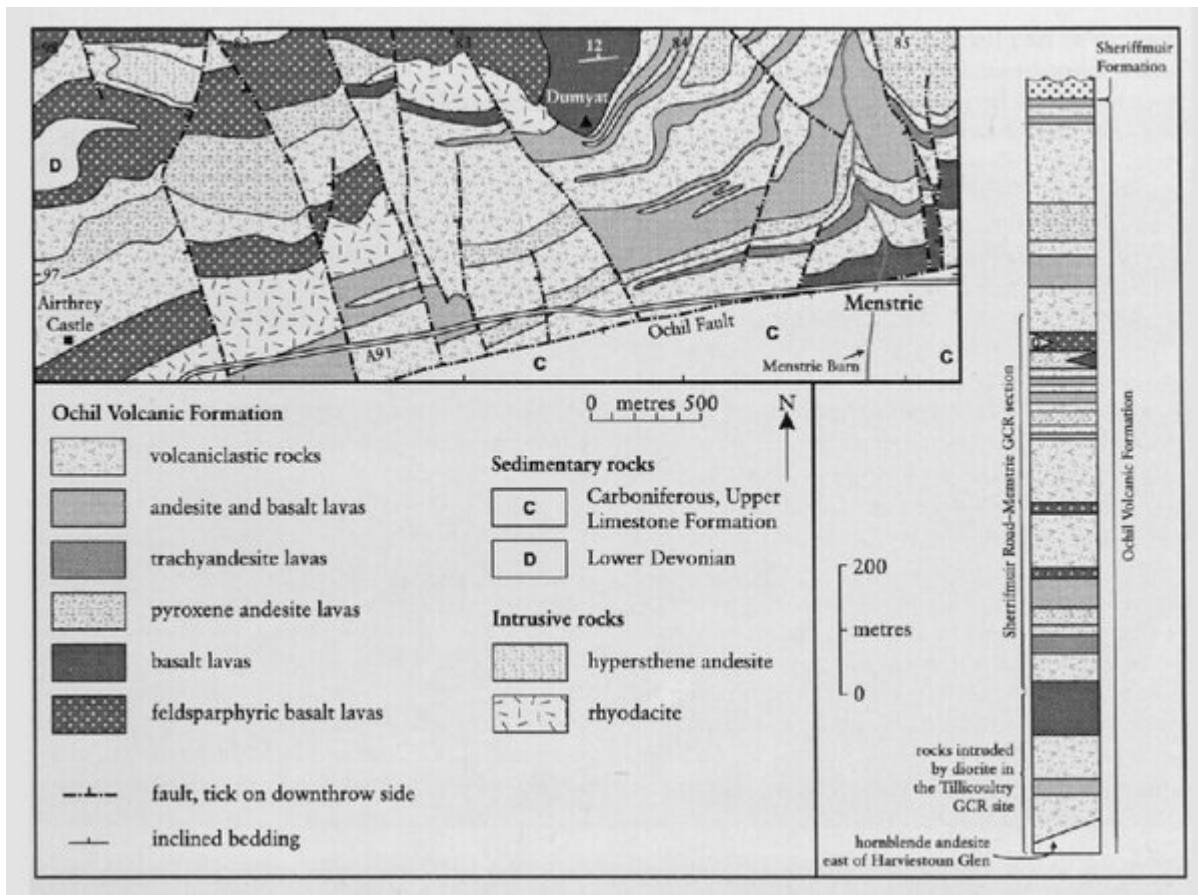 98
82
83
12
84
85
Dumyat
D
97
Airthrey
Castle
A91
Ochil Fault
Menstrie
C
C
C
Menstrie Burn
Ochil Volcanic Formation
volcaniclastic rocks
andesite and basalt lavas
trachyandesite lavas
pyroxene andesite lavas
basalt lavas
feldsparphyric basalt lavas
fault, tick on downthrow side
inclined bedding
0 metres 500
N
Sedimentary rocks
C
Carboniferous, Upper
Limestone Formation
D
Lower Devonian
Intrusive rocks
hypersthene andesite
rhyodacite
200
metres
0
Sheriffmuir
Formation
Sherrifmuir Road–Menstrie GCR section
Ochil Volcanic Formation
rocks intruded
by diorite in
the Tillicoultry
GCR site
hornblende andesite
east of Harviestoun Glen